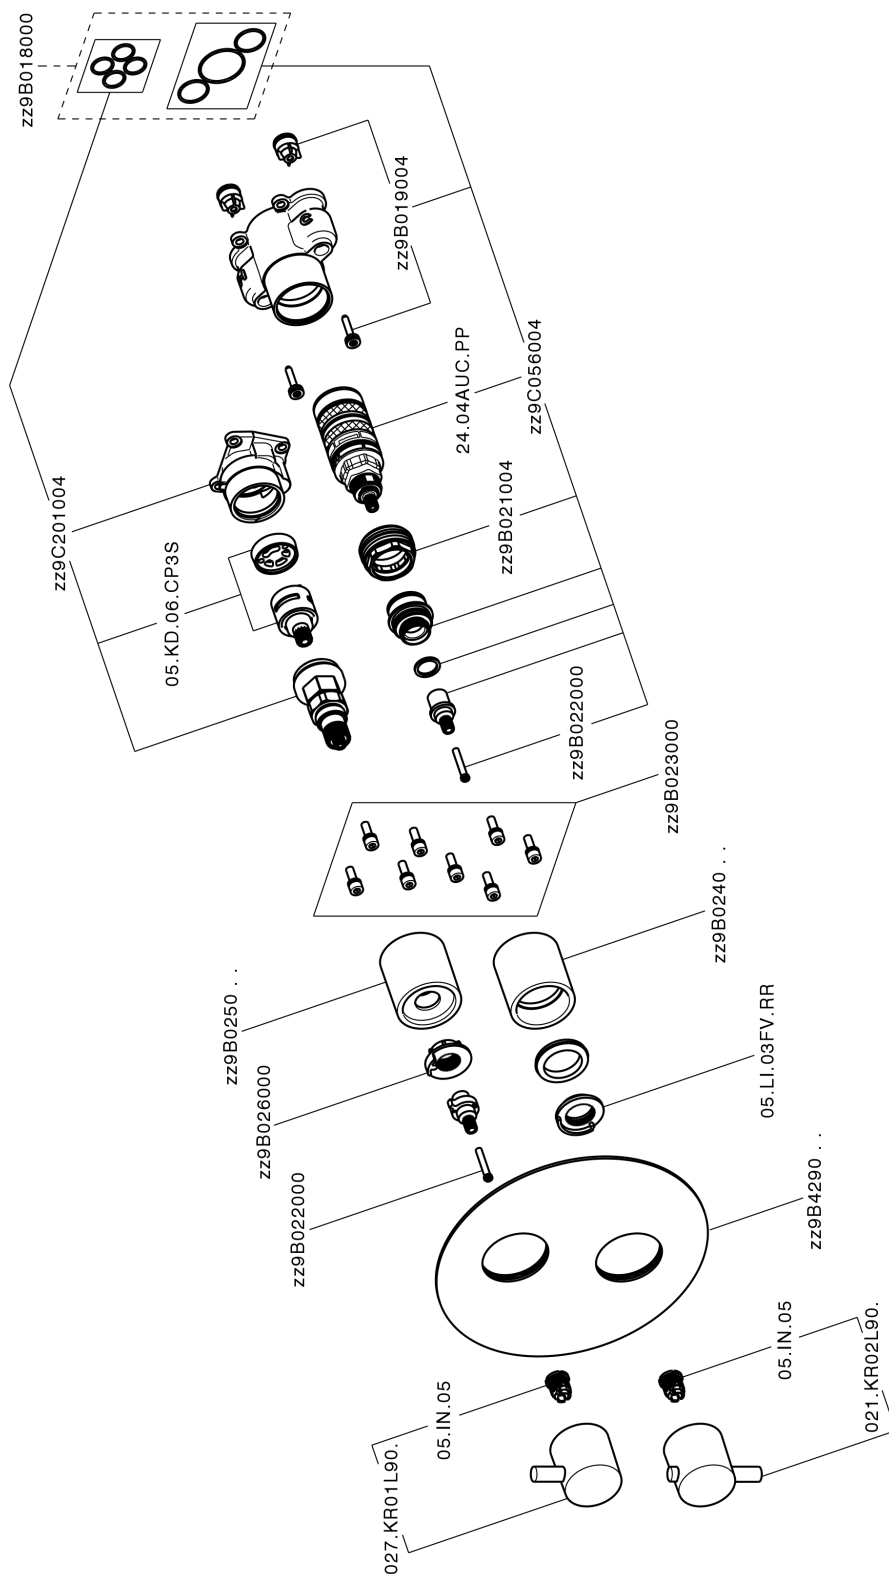 zz9B018000
zz9B019004
24.04AUC.PP
zz9C056004
zz9C201004
05.KD.06.CP3S
zz9B021004
zz9B022000
zz9B023000
zz9B0240 . .
zz9B0250 . .
zz9B026000
05.LI.03FV.RR
zz9B022000
zz9B4290 . .
05.IN.05
05.IN.05
027.KR01L90.
021.KR02L90.